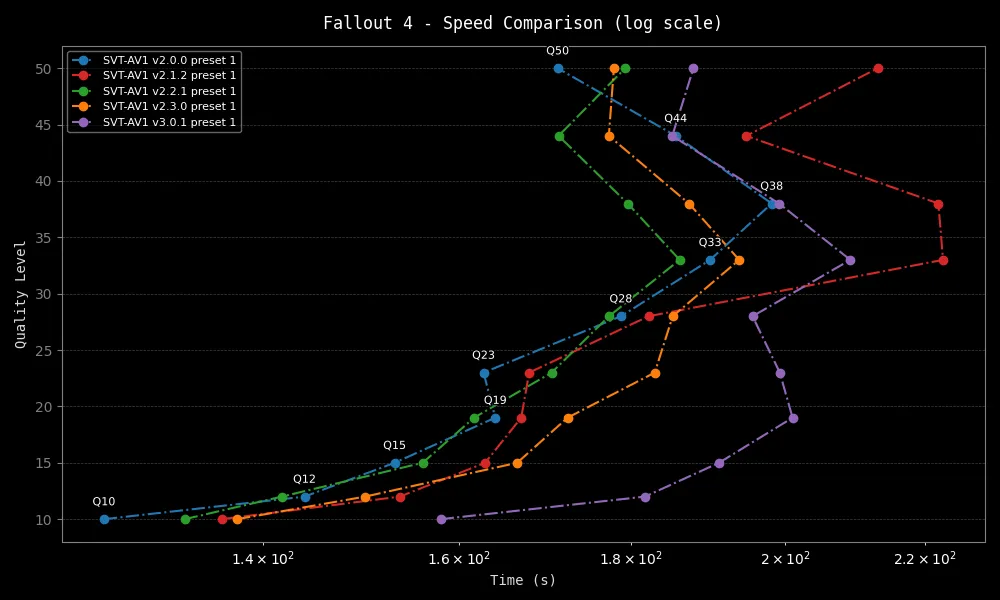 Fallout 4 - Speed Comparison (log scale)
SVT-AV1 v2.0.0 preset 1
SVT-AV1 v2.1.2 preset 1
SVT-AV1 v2.2.1 preset 1
SVT-AV1 v2.3.0 preset 1
SVT-AV1 v3.0.1 preset 1
Q50
Q44
Q38
Q33
Q28
Q23
Q19
Q15
Q12
Q10
Quality Level
50
45
40
35
30
25
20
15
10
1.4 × 10²
1.6 × 10²
1.8 × 10²
2 × 10²
2.2 × 10²
Time (s)